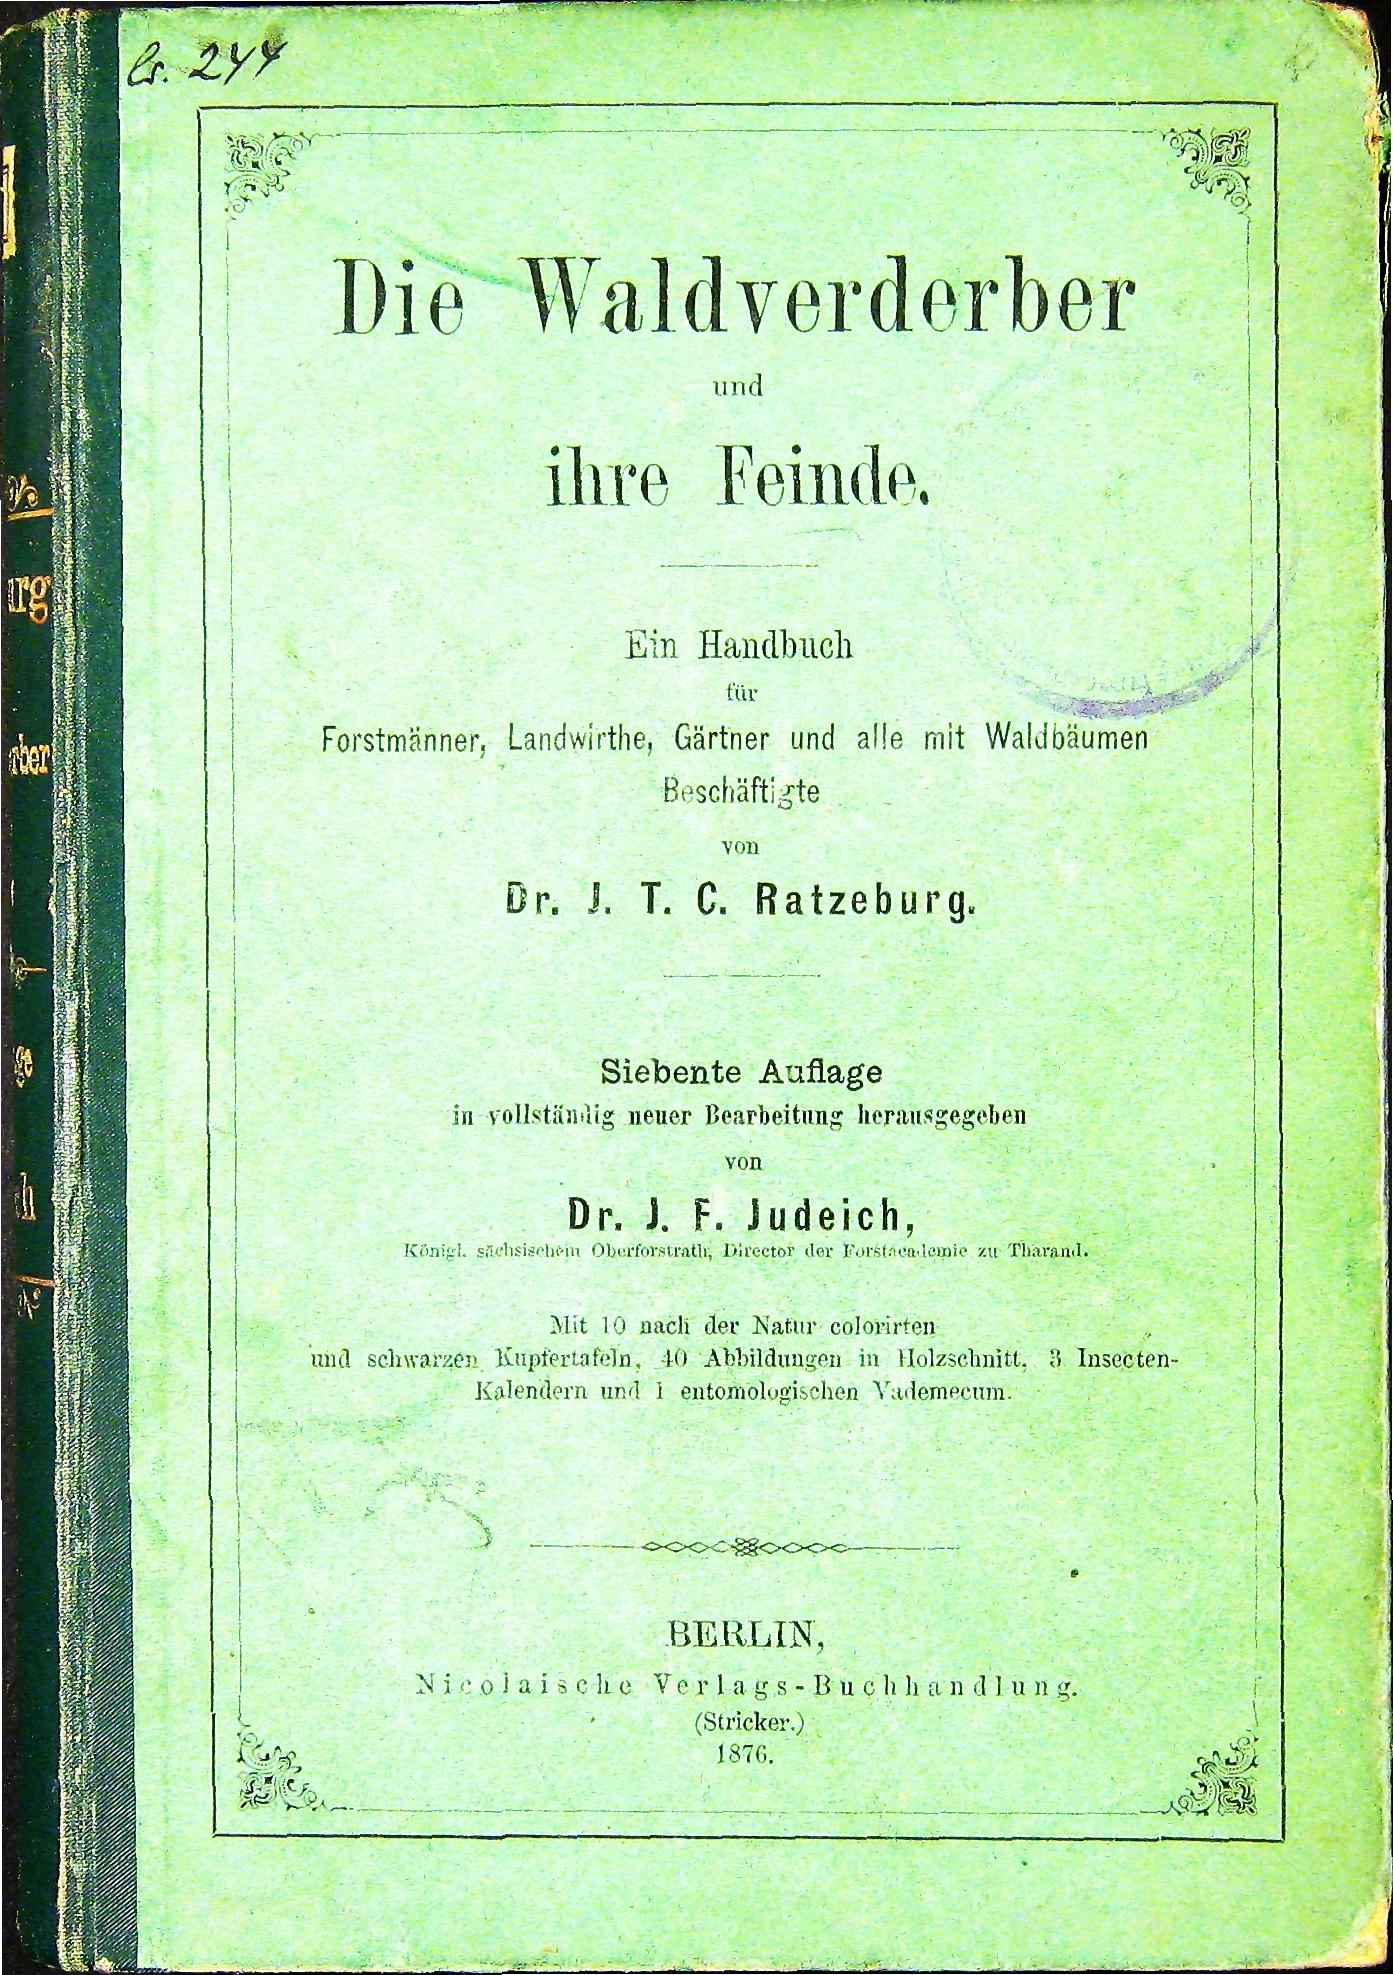 244
Die Waldverderber
und
ihre Feinde.
Ein Handbuch
für
Forstmänner, Landwirthe, Gärtner und alle mit Waldbäumen
Beschäftigte
von
Dr. J. T. C. Ratzeburg.
Siebente Auflage
in vollständig neuer Bearbeitung herausgegeben
von
Dr. J. F. Judeich,
Königl. sächsischem Oberforstrath, Director der Forstacademie zu Tharand.
Mit 10 nach der Natur colorirten
und schwarzen Kupfertafeln, 40 Abbildungen in Holzschnitt, 3 Insecten-
Kalendern und 1 entomologischen Vademecum.
BERLIN,
Nicolaische Verlags-Buchhandlung.
(Stricker.)
1876.